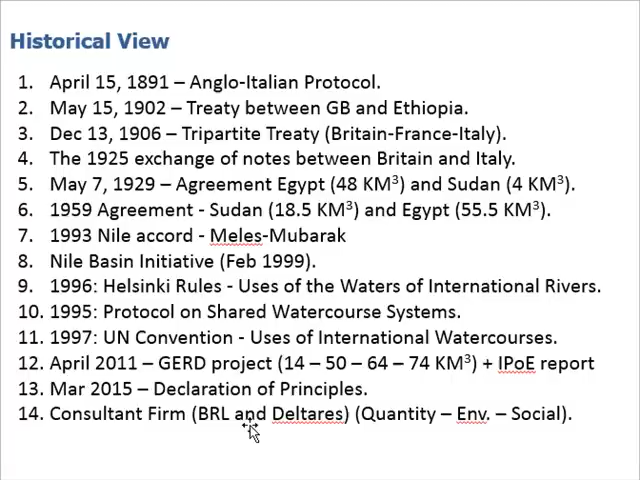 Historical View
1. April 15, 1891 – Anglo-Italian Protocol.
2. May 15, 1902 – Treaty between GB and Ethiopia.
3. Dec 13, 1906 – Tripartite Treaty (Britain-France-Italy).
4. The 1925 exchange of notes between Britain and Italy.
5. May 7, 1929 – Agreement Egypt (48 KM³) and Sudan (4 KM³).
6. 1959 Agreement - Sudan (18.5 KM³) and Egypt (55.5 KM³).
7. 1993 Nile accord - Meles-Mubarak
8. Nile Basin Initiative (Feb 1999).
9. 1996: Helsinki Rules - Uses of the Waters of International Rivers.
10. 1995: Protocol on Shared Watercourse Systems.
11. 1997: UN Convention - Uses of International Watercourses.
12. April 2011 – GERD project (14 – 50 – 64 – 74 KM³) + IPoE report
13. Mar 2015 – Declaration of Principles.
14. Consultant Firm (BRL and Deltares) (Quantity – Env. – Social).